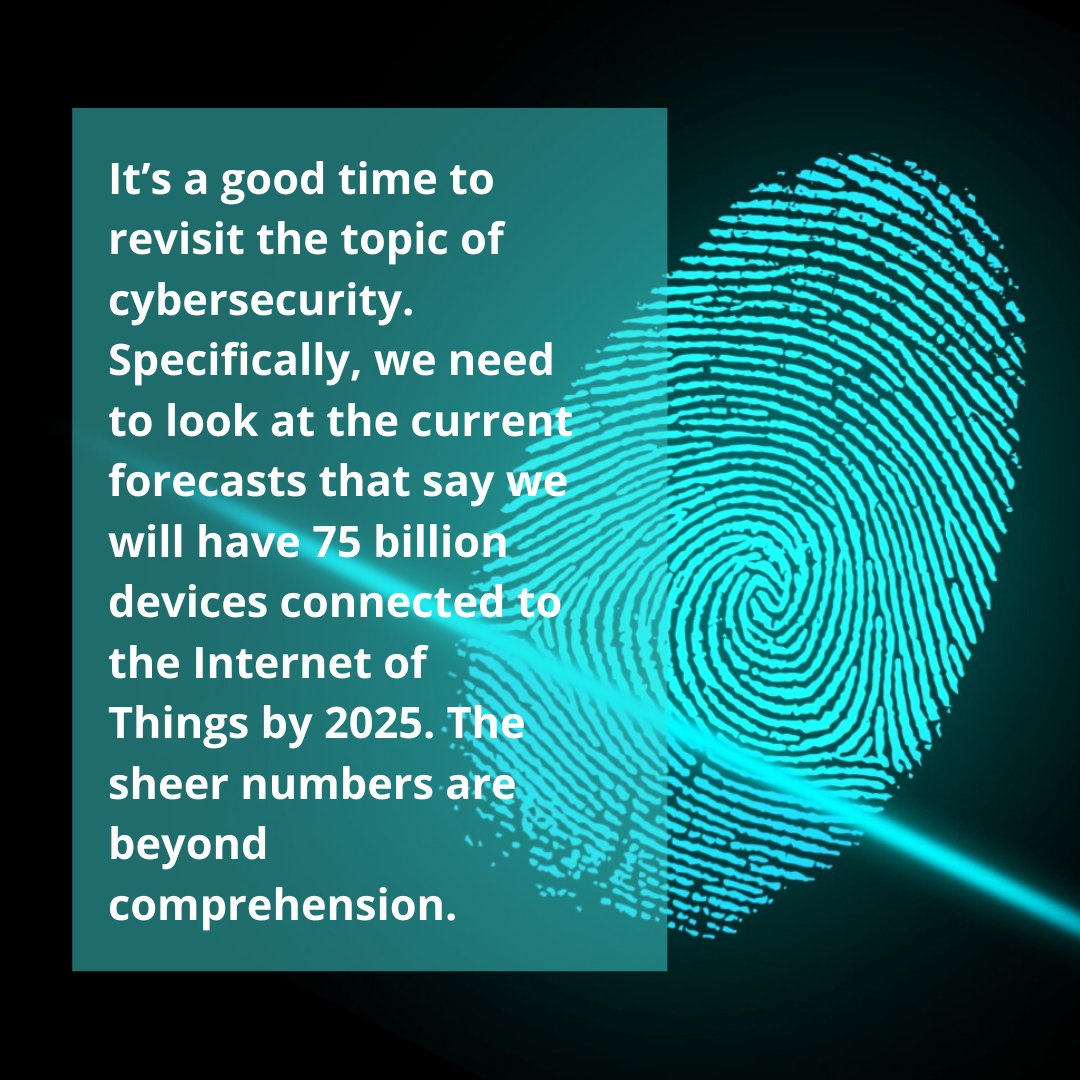 It’s a good time to
revisit the topic of
cybersecurity.
Specifically, we need
to look at the current
forecasts that say we
will have 75 billion
devices connected to
the Internet of
Things by 2025. The
sheer numbers are
beyond
comprehension.